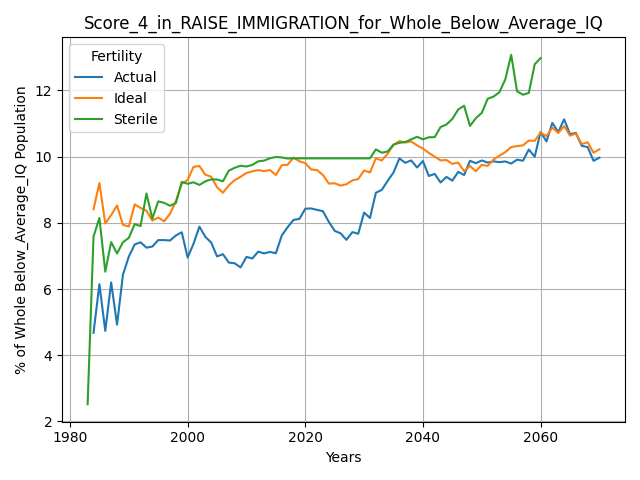 Score_4_in_RAISE_IMMIGRATION_for_Whole_Below_Average_IQ
Fertility
Actual
Ideal
Sterile
% of Whole Below_Average_IQ Population
12
10
8
6
4
2
1980
2000
2020
2040
2060
Years